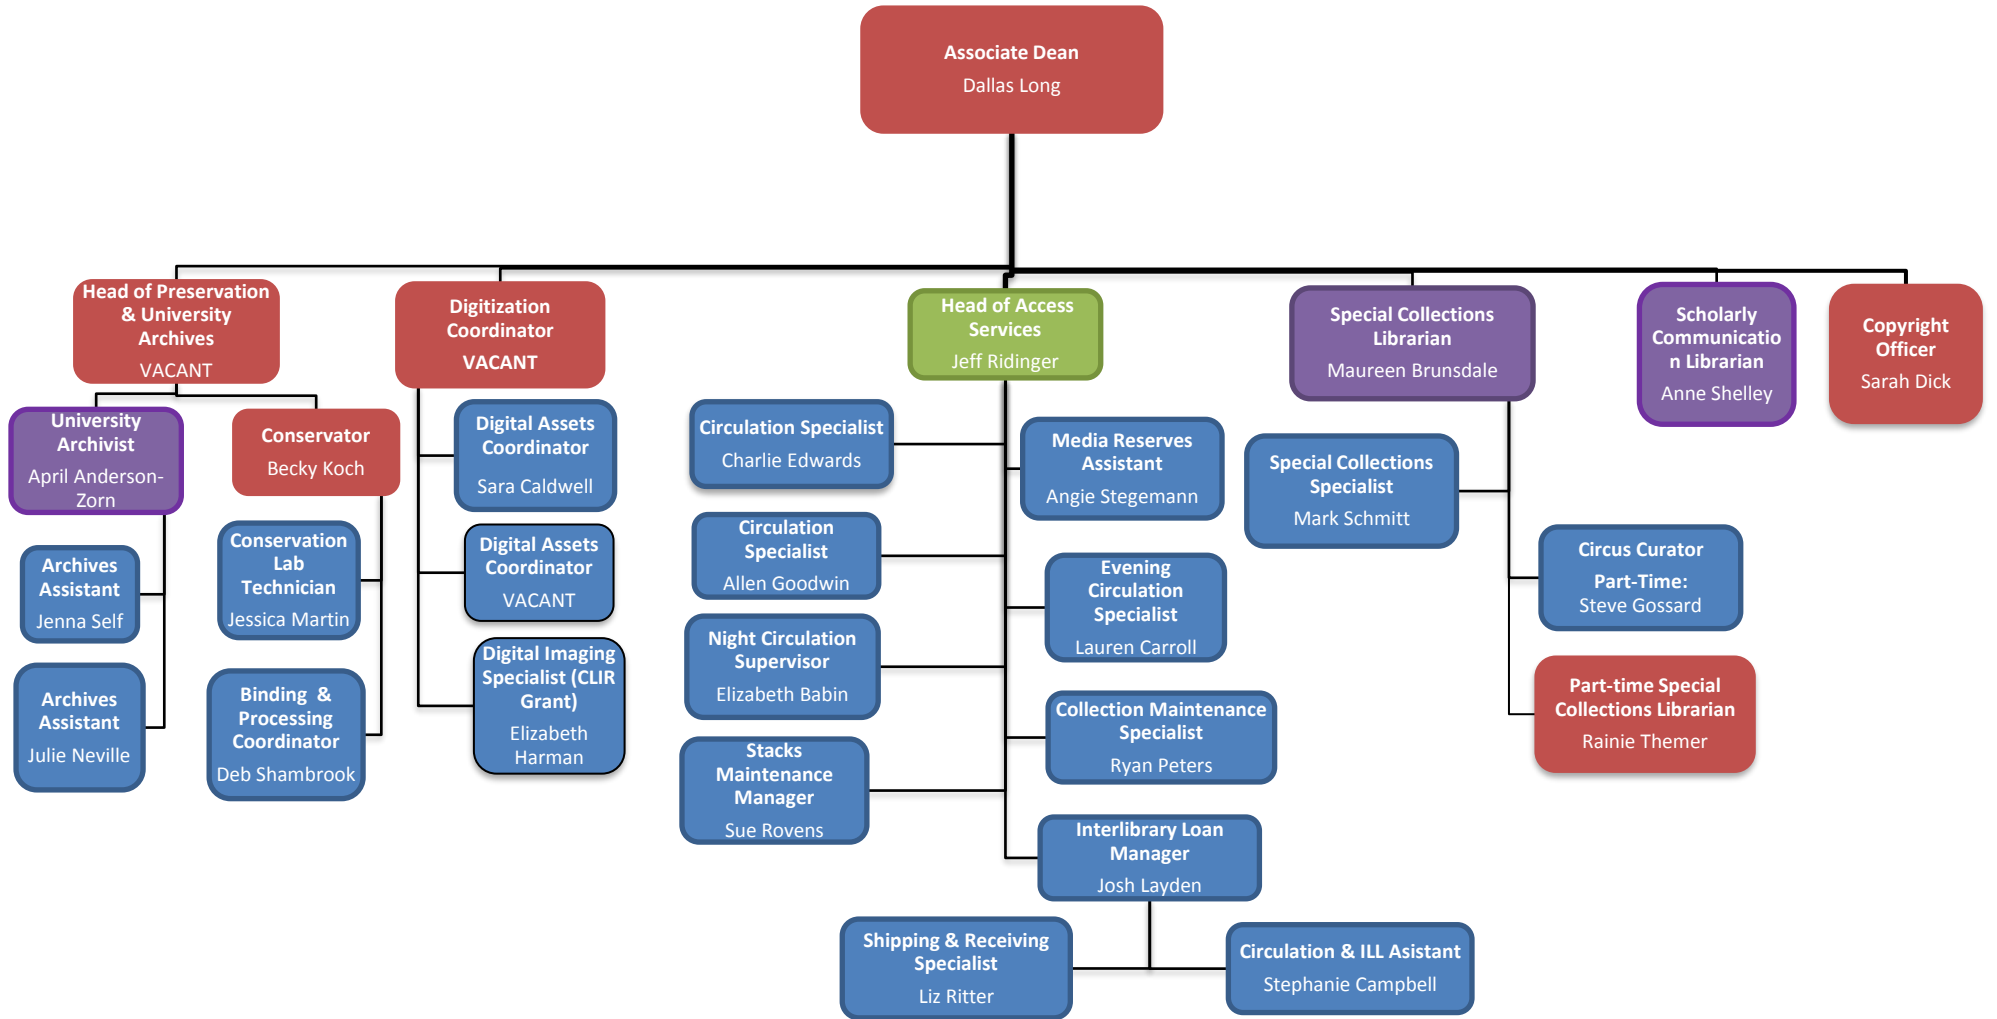 Associate Dean
Dallas Long
Head of Preservation
& University
Archives
VACANT
Digitization
Coordinator
VACANT
Head of Access
Services
Jeff Ridinger
Special Collections
Librarian
Maureen Brunsdale
Scholarly
Communicatio
n Librarian
Anne Shelley
Copyright
Officer
Sarah Dick
University
Archivist
April Anderson-
Zorn
Conservator
Becky Koch
Archives
Assistant
Jenna Self
Archives
Assistant
Julie Neville
Conservation
Lab
Technician
Jessica Martin
Binding &
Processing
Coordinator
Deb Shambrook
Digital Assets
Coordinator
Sara Caldwell
Digital Assets
Coordinator
VACANT
Digital Imaging
Specialist (CLIR
Grant)
Elizabeth
Harman
Circulation Specialist
Charlie Edwards
Circulation
Specialist
Allen Goodwin
Night Circulation
Supervisor
Elizabeth Babin
Stacks
Maintenance
Manager
Sue Rovens
Media Reserves
Assistant
Angie Stegemann
Evening
Circulation
Specialist
Lauren Carroll
Collection Maintenance
Specialist
Ryan Peters
Interlibrary Loan
Manager
Josh Layden
Shipping & Receiving
Specialist
Liz Ritter
Circulation & ILL Asistant
Stephanie Campbell
Special Collections
Specialist
Mark Schmitt
Circus Curator
Part-Time:
Steve Gossard
Part-time Special
Collections Librarian
Rainie Themer